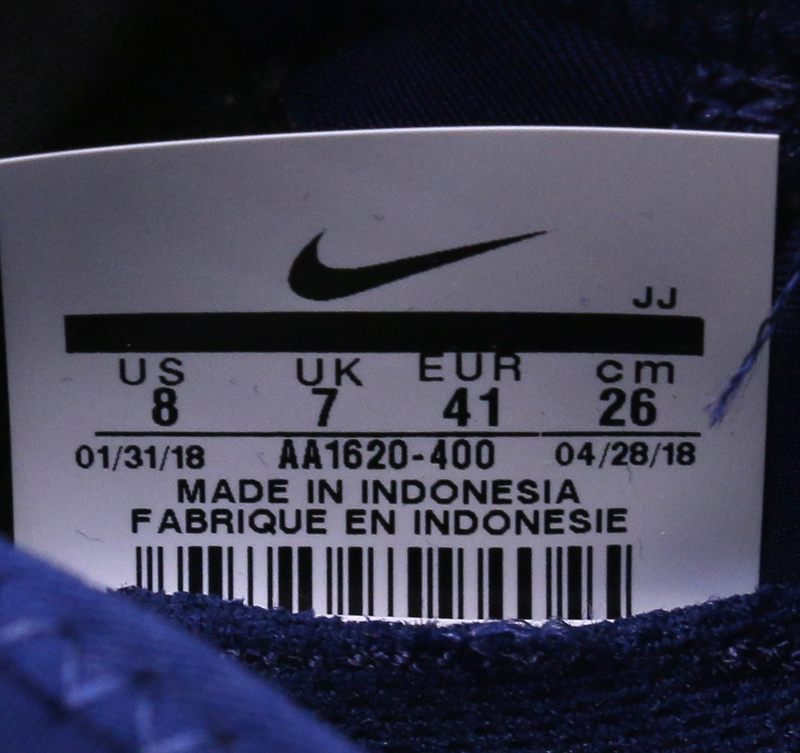 JJ
US UK EUR cm
8 7 41 26
01/31/18 AA1620-400 04/28/18
MADE IN INDONESIA
FABRIQUE EN INDONESIE